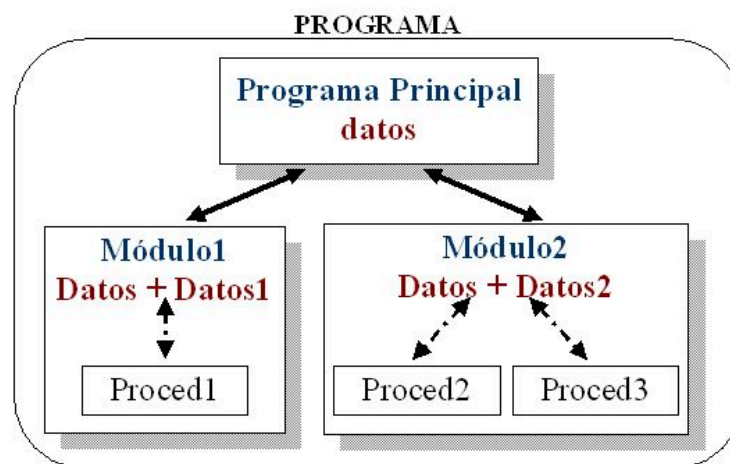 PROGRAMA
Programa Principal
datos
Módulo1
Datos + Datos1
Proced1
Módulo2
Datos + Datos2
Proced2
Proced3